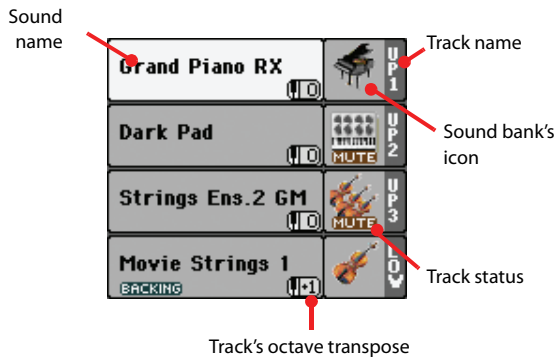 Sound
name
Track name
Grand Piano RX
0
UP1
Sound bank's
icon
Dark Pad
0
MUTE
UP2
Strings Ens.2 GM
0
MUTE
UP3
Movie Strings 1
BACKING
+1
LOW
Track status
Track's octave transpose